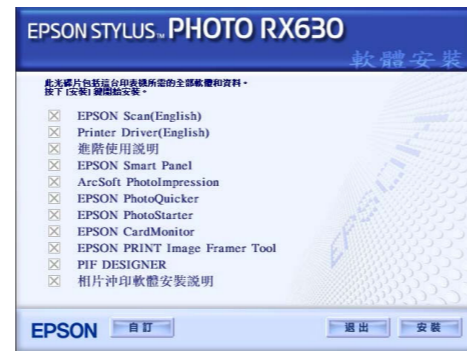 EPSON STYLUS™ PHOTO RX630
軟體安裝
此光碟片包括這台印表機所需的全部軟體和資料。
按下 [安裝] 鍵開始安裝。
EPSON Scan(English)
Printer Driver(English)
進階使用說明
EPSON Smart Panel
ArcSoft PhotoImpression
EPSON PhotoQuicker
EPSON PhotoStarter
EPSON CardMonitor
EPSON PRINT Image Framer Tool
PIF DESIGNER
相片沖印軟體安裝說明
EPSON
EPSON 自訂 退出 安裝